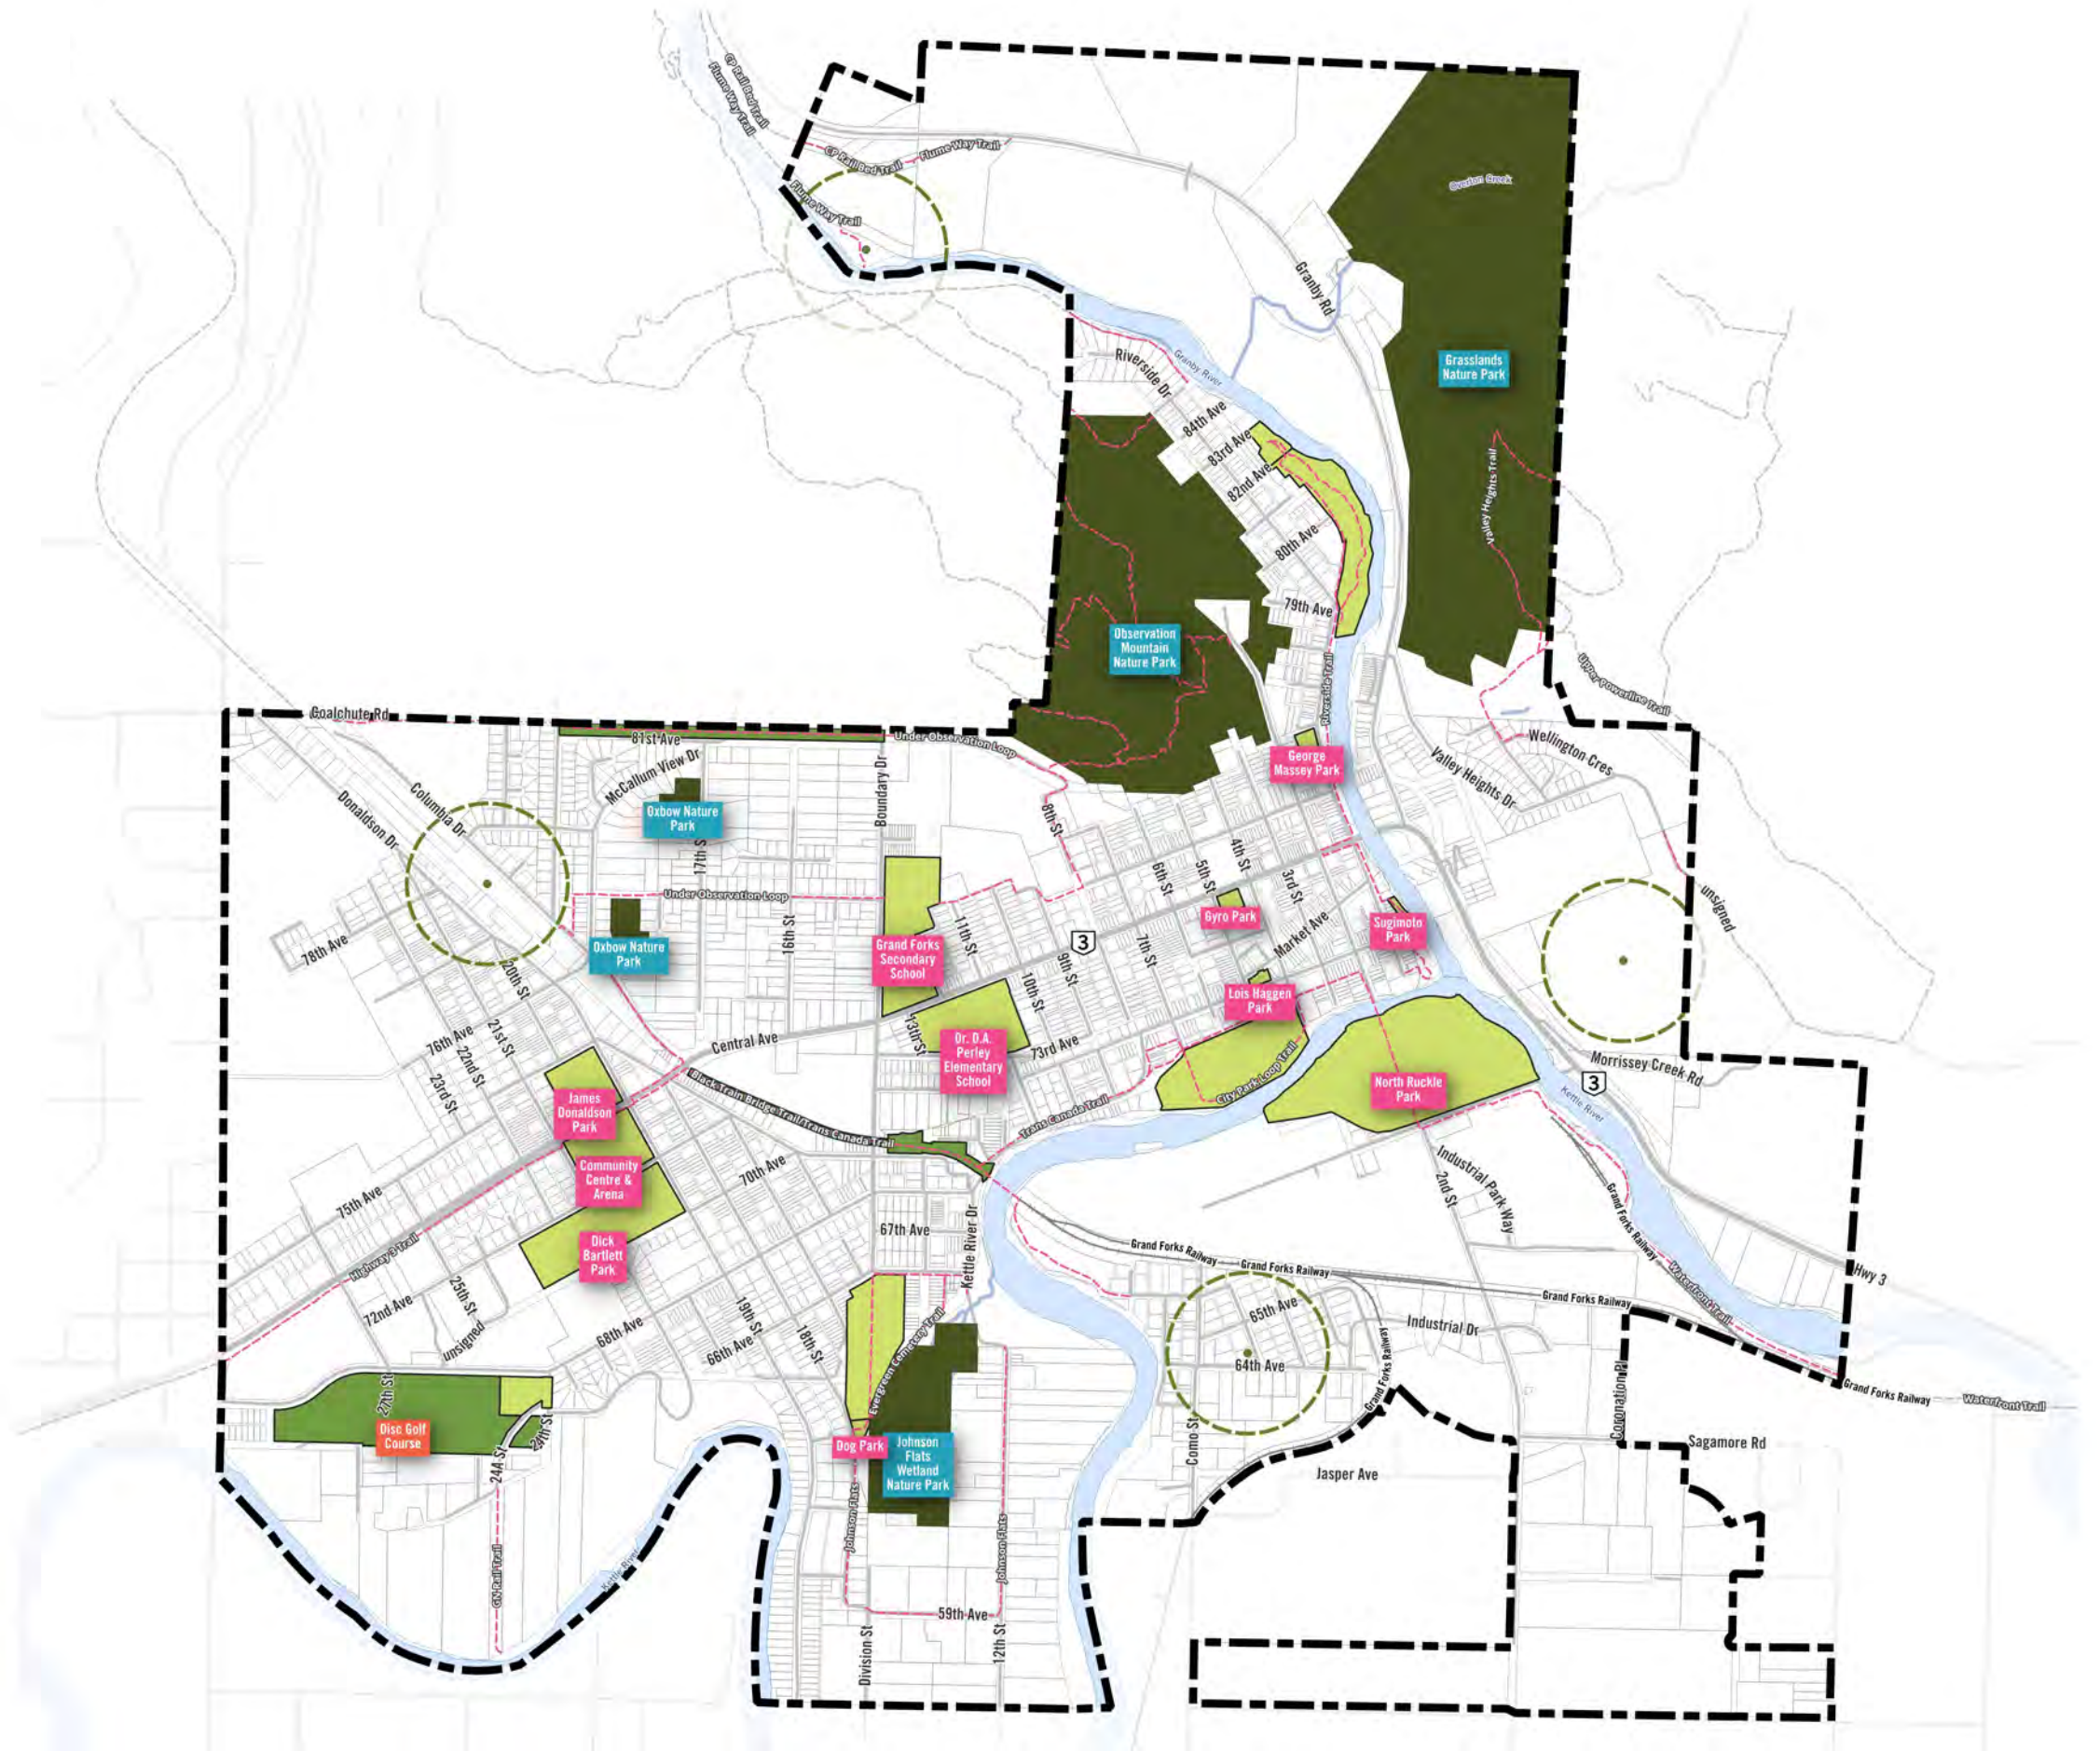 CP Rail Bed Trail
Flume Way Trail
CP Rail Bed Trail
Flume Way Trail
Flume Way Trail
Overton Creek
Granby Rd
Granby River
Riverside Dr
Grasslands
Nature Park
84th Ave
83rd Ave
82nd Ave
80th Ave
79th Ave
Valley Heights Trail
Observation
Mountain
Nature Park
Riverside Trail
Upper Powerline Trail
Goalchute Rd
81st Ave
McCallum View Dr
Boundary Dr
Under Observation Loop
George
Massey Park
Wellington Cres
Valley Heights Dr
Columbia Dr
Donaldson Dr
Oxbow Nature
Park
17th S
8th St
Under Observation Loop
4th St
5th St
6th St
3rd St
unsigned
78th Ave
Oxbow Nature
Park
16th St
Grand Forks
Secondary
School
11th St
3
7th St
9th St
10th St
Gyro Park
Market Ave
Sugimoto
Park
20th St
21st St
22nd St
23rd St
76th Ave
Central Ave
13th St
Dr. D.A.
Perley
Elementary
School
73rd Ave
Lois Haggen
Park
City Park Loop Trail
North Ruckle
Park
Morrissey Creek Rd
3
Kettle River
James
Donaldson
Park
Black Train Bridge Trail/Trans Canada Trail
Trans Canada Trail
Community
Centre &
Arena
75th Ave
70th Ave
Industrial Park Way
2nd St
Grand Forks Railway
Waterfront Trail
Hwy 3
Highway 3 Trail
Dick
Bartlett
Park
67th Ave
Kettle River Dr
Grand Forks Railway
Grand Forks Railway
Grand Forks Railway
72nd Ave
25th St
unsigned
68th Ave
66th Ave
19th St
18th St
Evergreen Cemetery Trail
65th Ave
64th Ave
Industrial Dr
Grand Forks Railway
Grand Forks Railway
Coronation Pl
Grand Forks Railway
Waterfront Trail
27th St
Disc Golf
Course
24th St
24A St
Dog Park
Johnson
Flats
Wetland
Nature Park
Como St
Jasper Ave
Sagamore Rd
GN Rail Trail
Kettle River
Johnson Flats
Johnson Flats
59th Ave
Division St
12th St